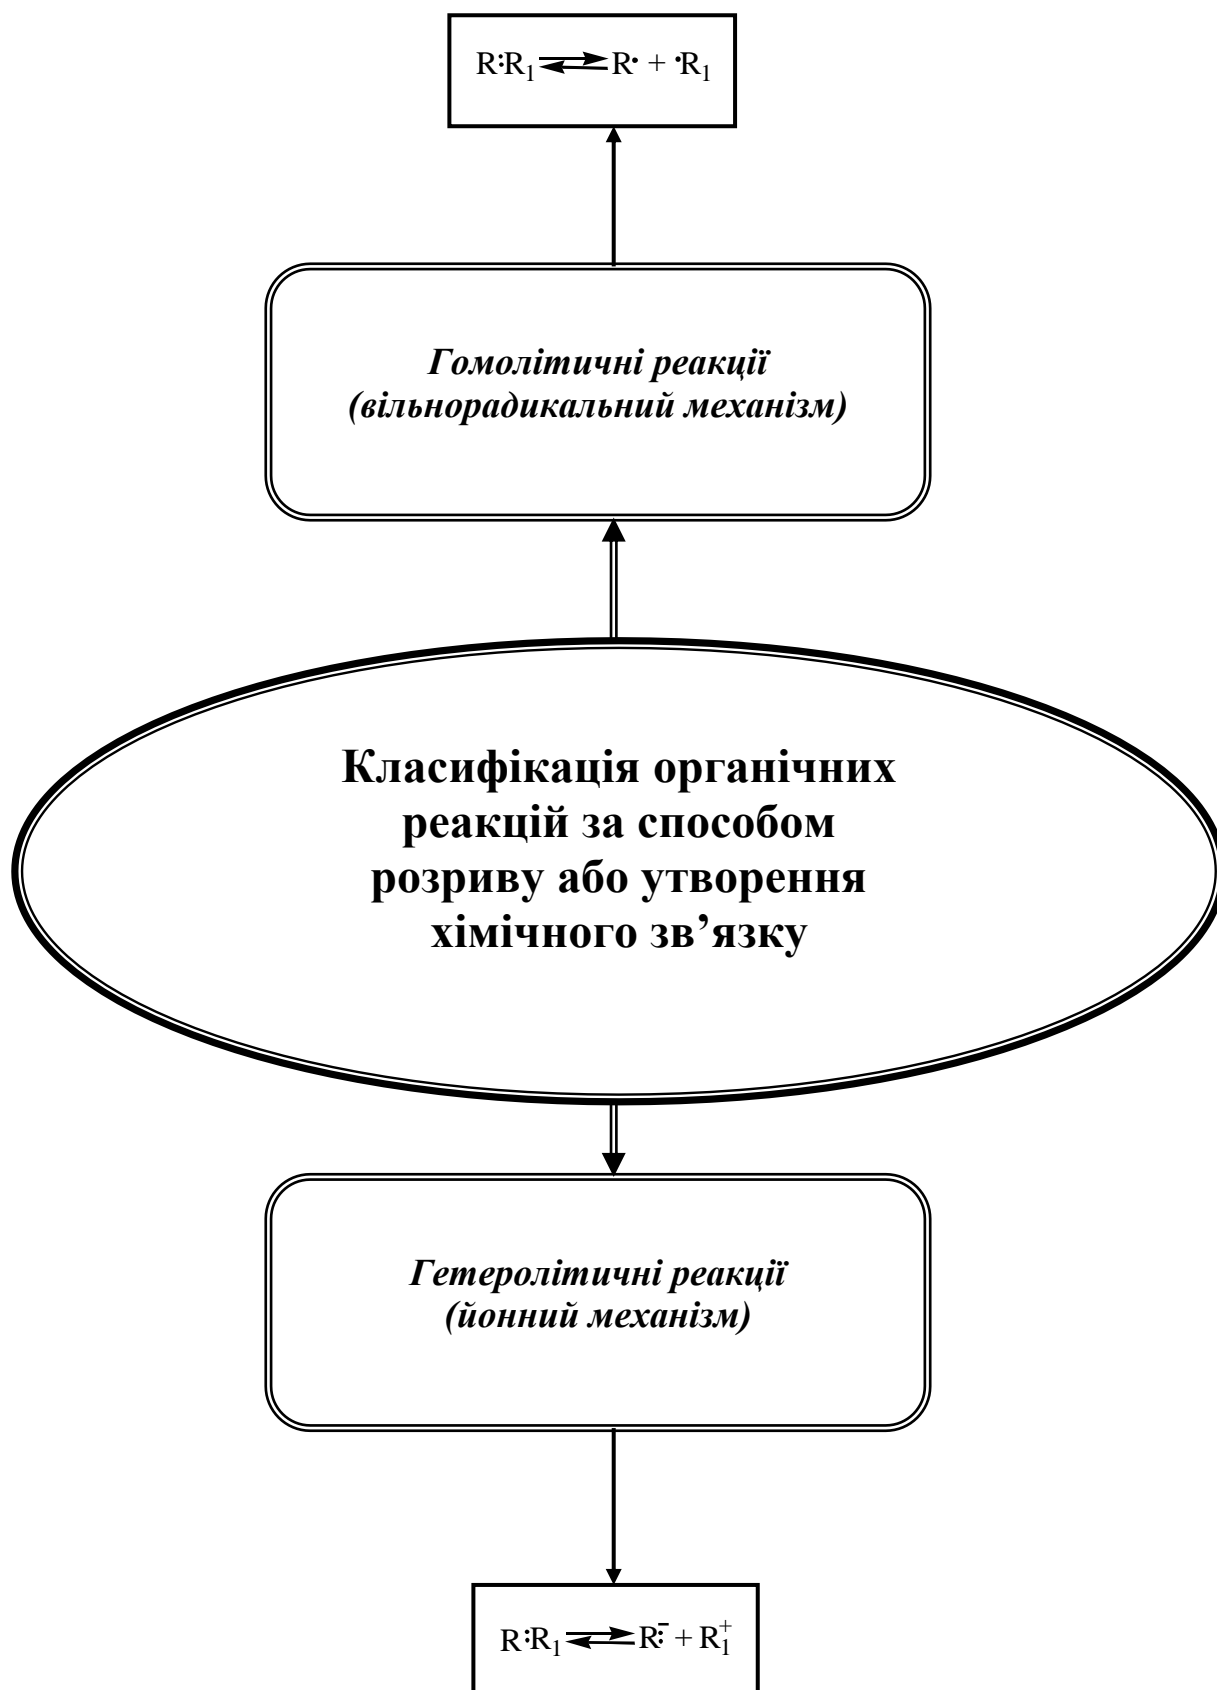 R:R₁ ⇌ R· + ·R₁
Гомолітичні реакції
(вільнорадикальний механізм)
Класифікація органічних
реакцій за способом
розриву або утворення
хімічного зв’язку
Гетеролітичні реакції
(йонний механізм)
R:R₁ ⇌ R:⁻ + R₁⁺